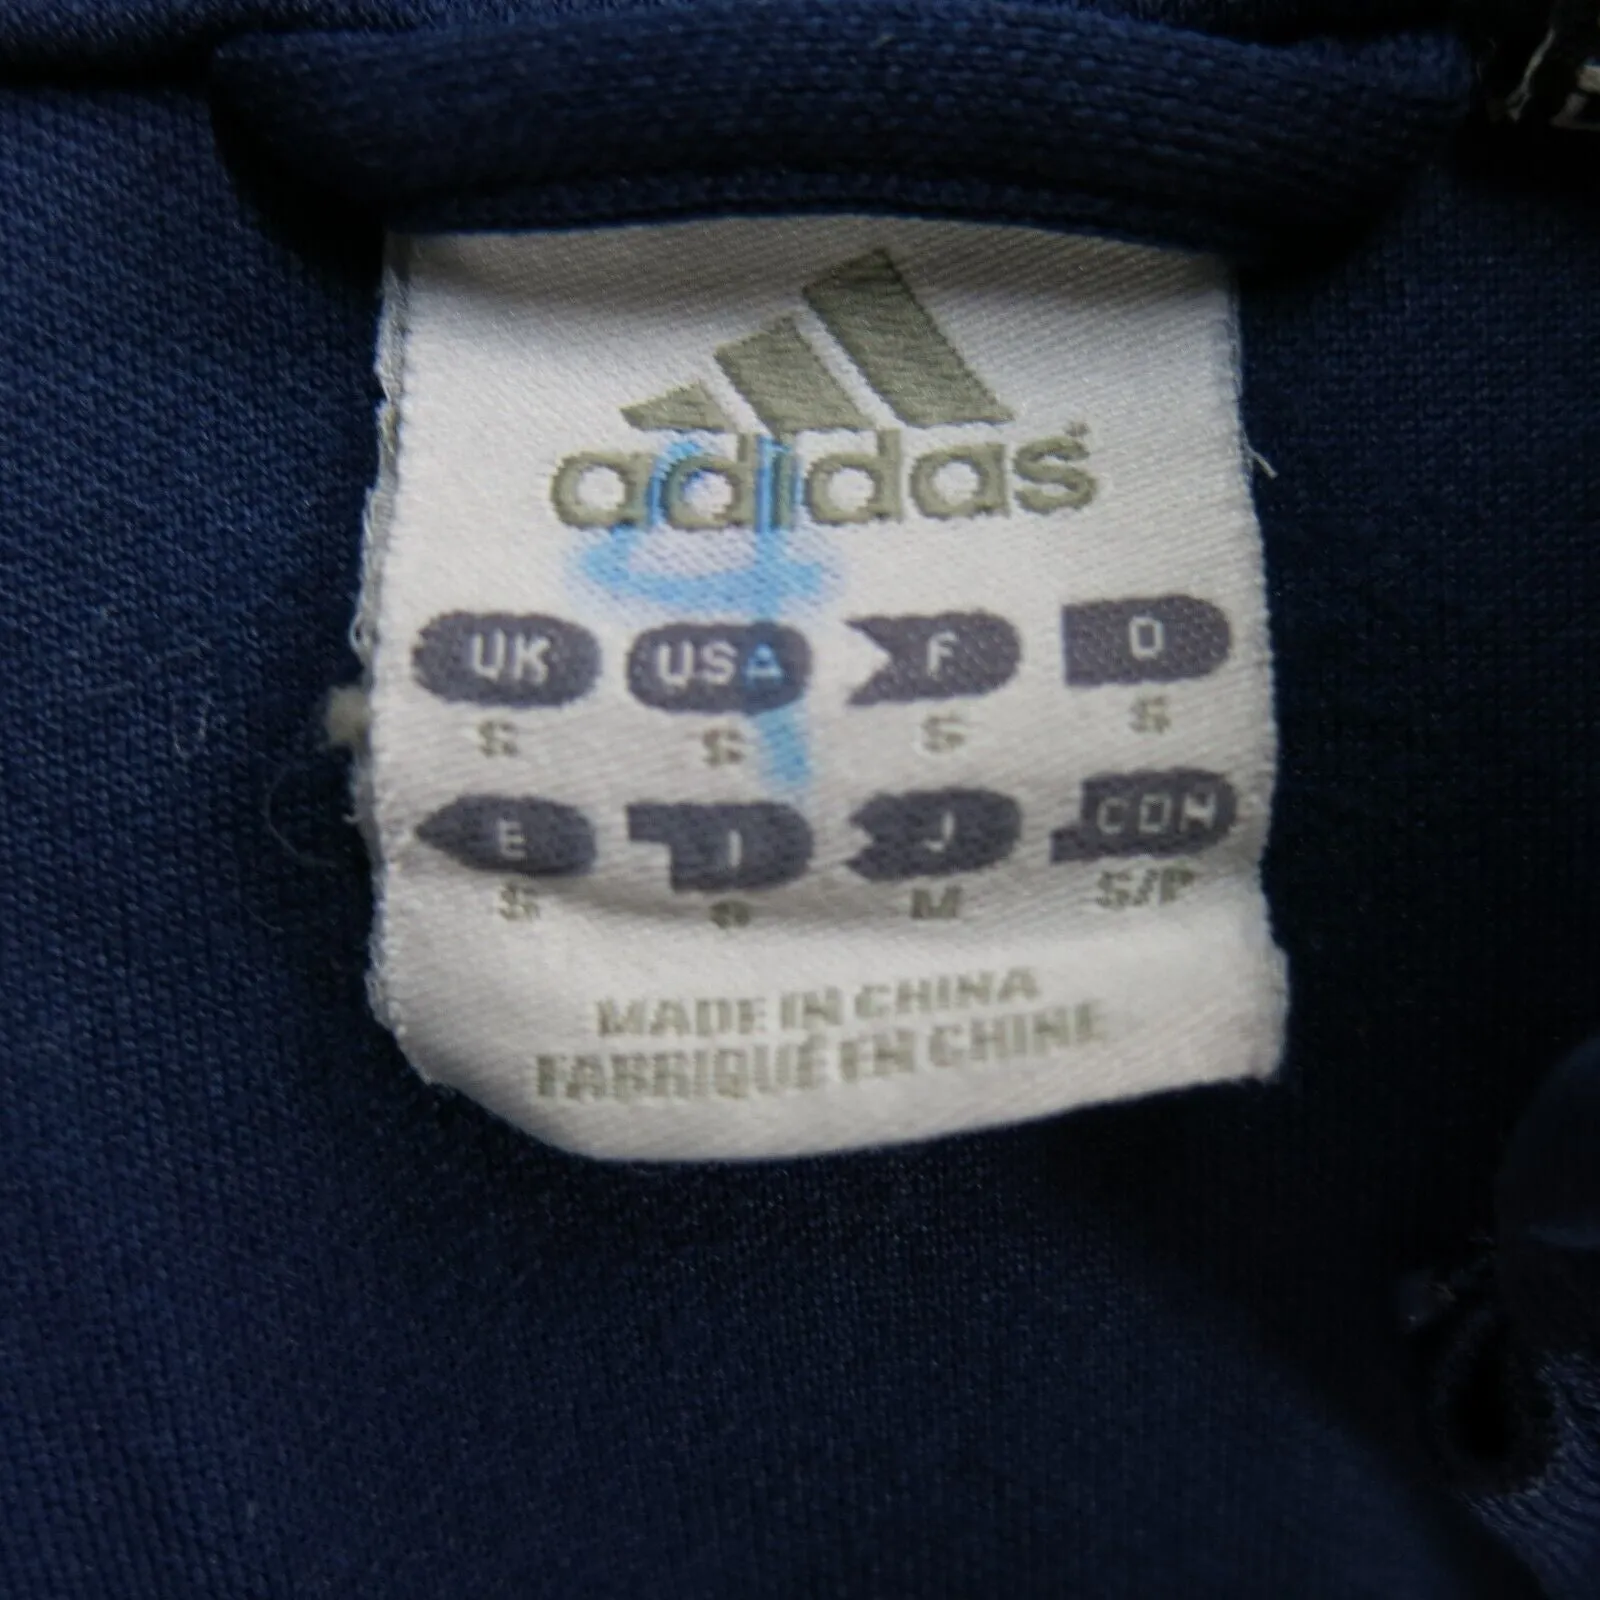 adidas
UK USA F D
S S S S
E I J CDN
S S M S/P
MADE IN CHINA
FABRIQUÉ EN CHINE